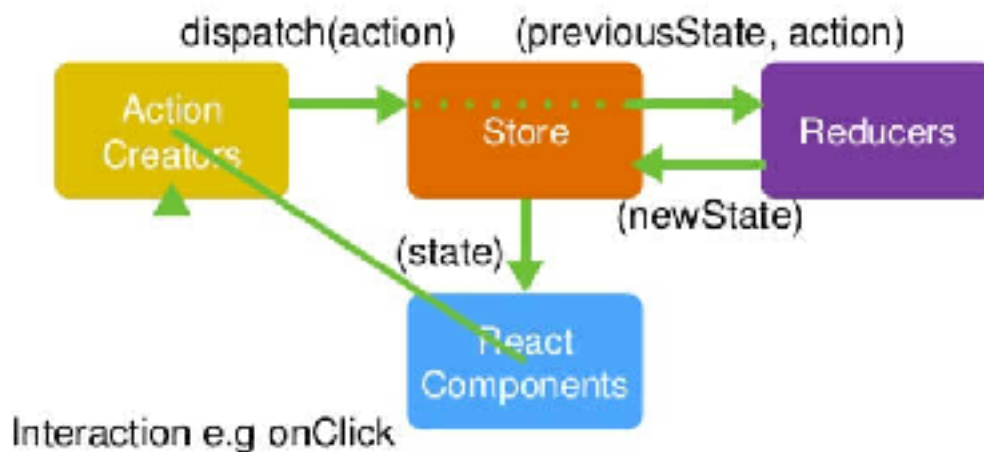 dispatch(action)
(previousState, action)
Action
Creators
Store
Reducers
(newState)
(state)
React
Components
Interaction e.g onClick